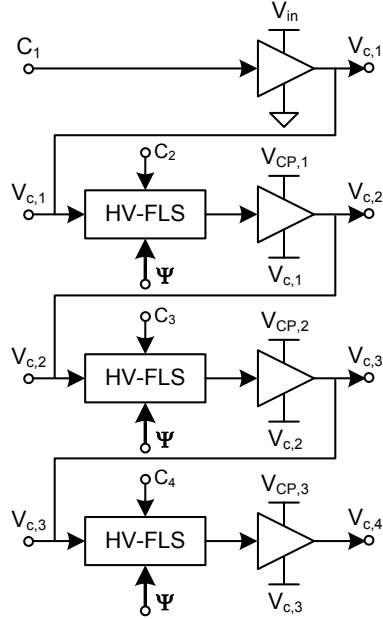 V_in
C_1
V_c,1
C_2
V_c,1
V_CP,1
V_c,2
HV-FLS
Ψ
V_c,1
C_3
V_c,2
V_CP,2
V_c,3
HV-FLS
Ψ
V_c,2
C_4
V_c,3
V_CP,3
V_c,4
HV-FLS
Ψ
V_c,3